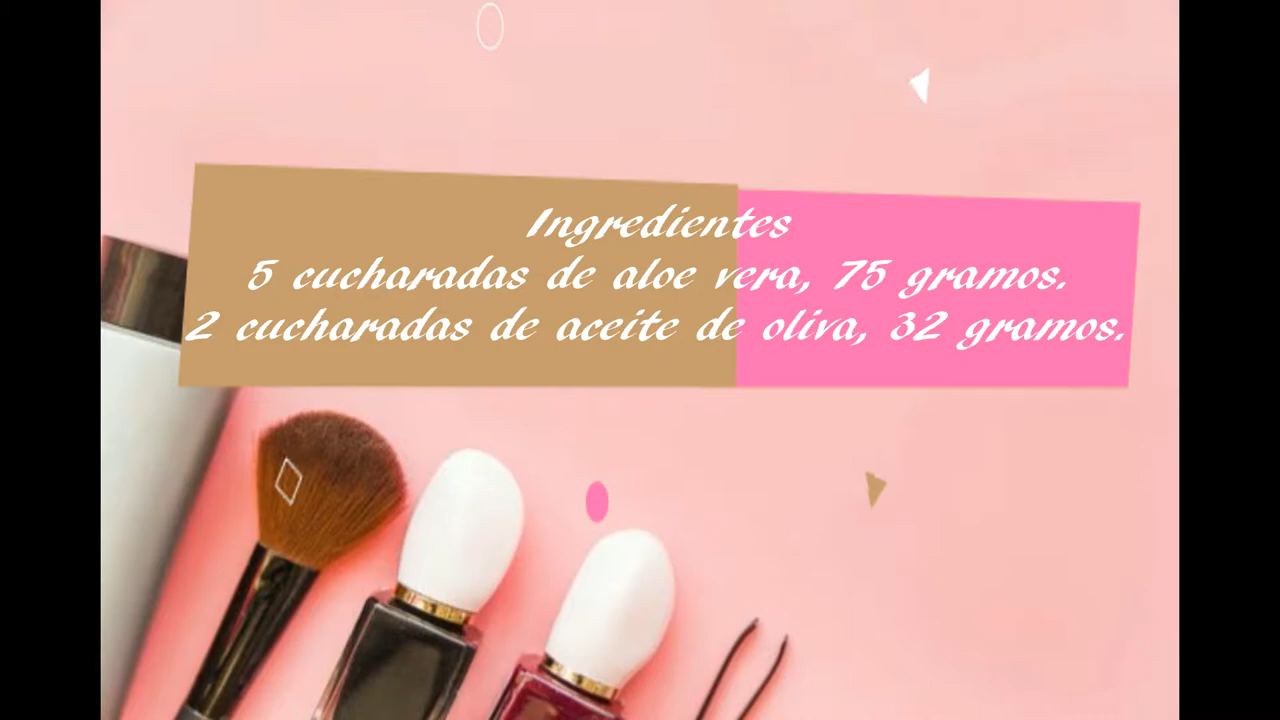 Ingredientes
5 cucharadas de aloe vera, 75 gramos.
2 cucharadas de aceite de oliva, 32 gramos.